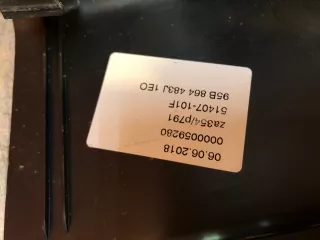 06.06.2018
0000059280
za354/p791
51407-101F
95B 864 483J 1EO